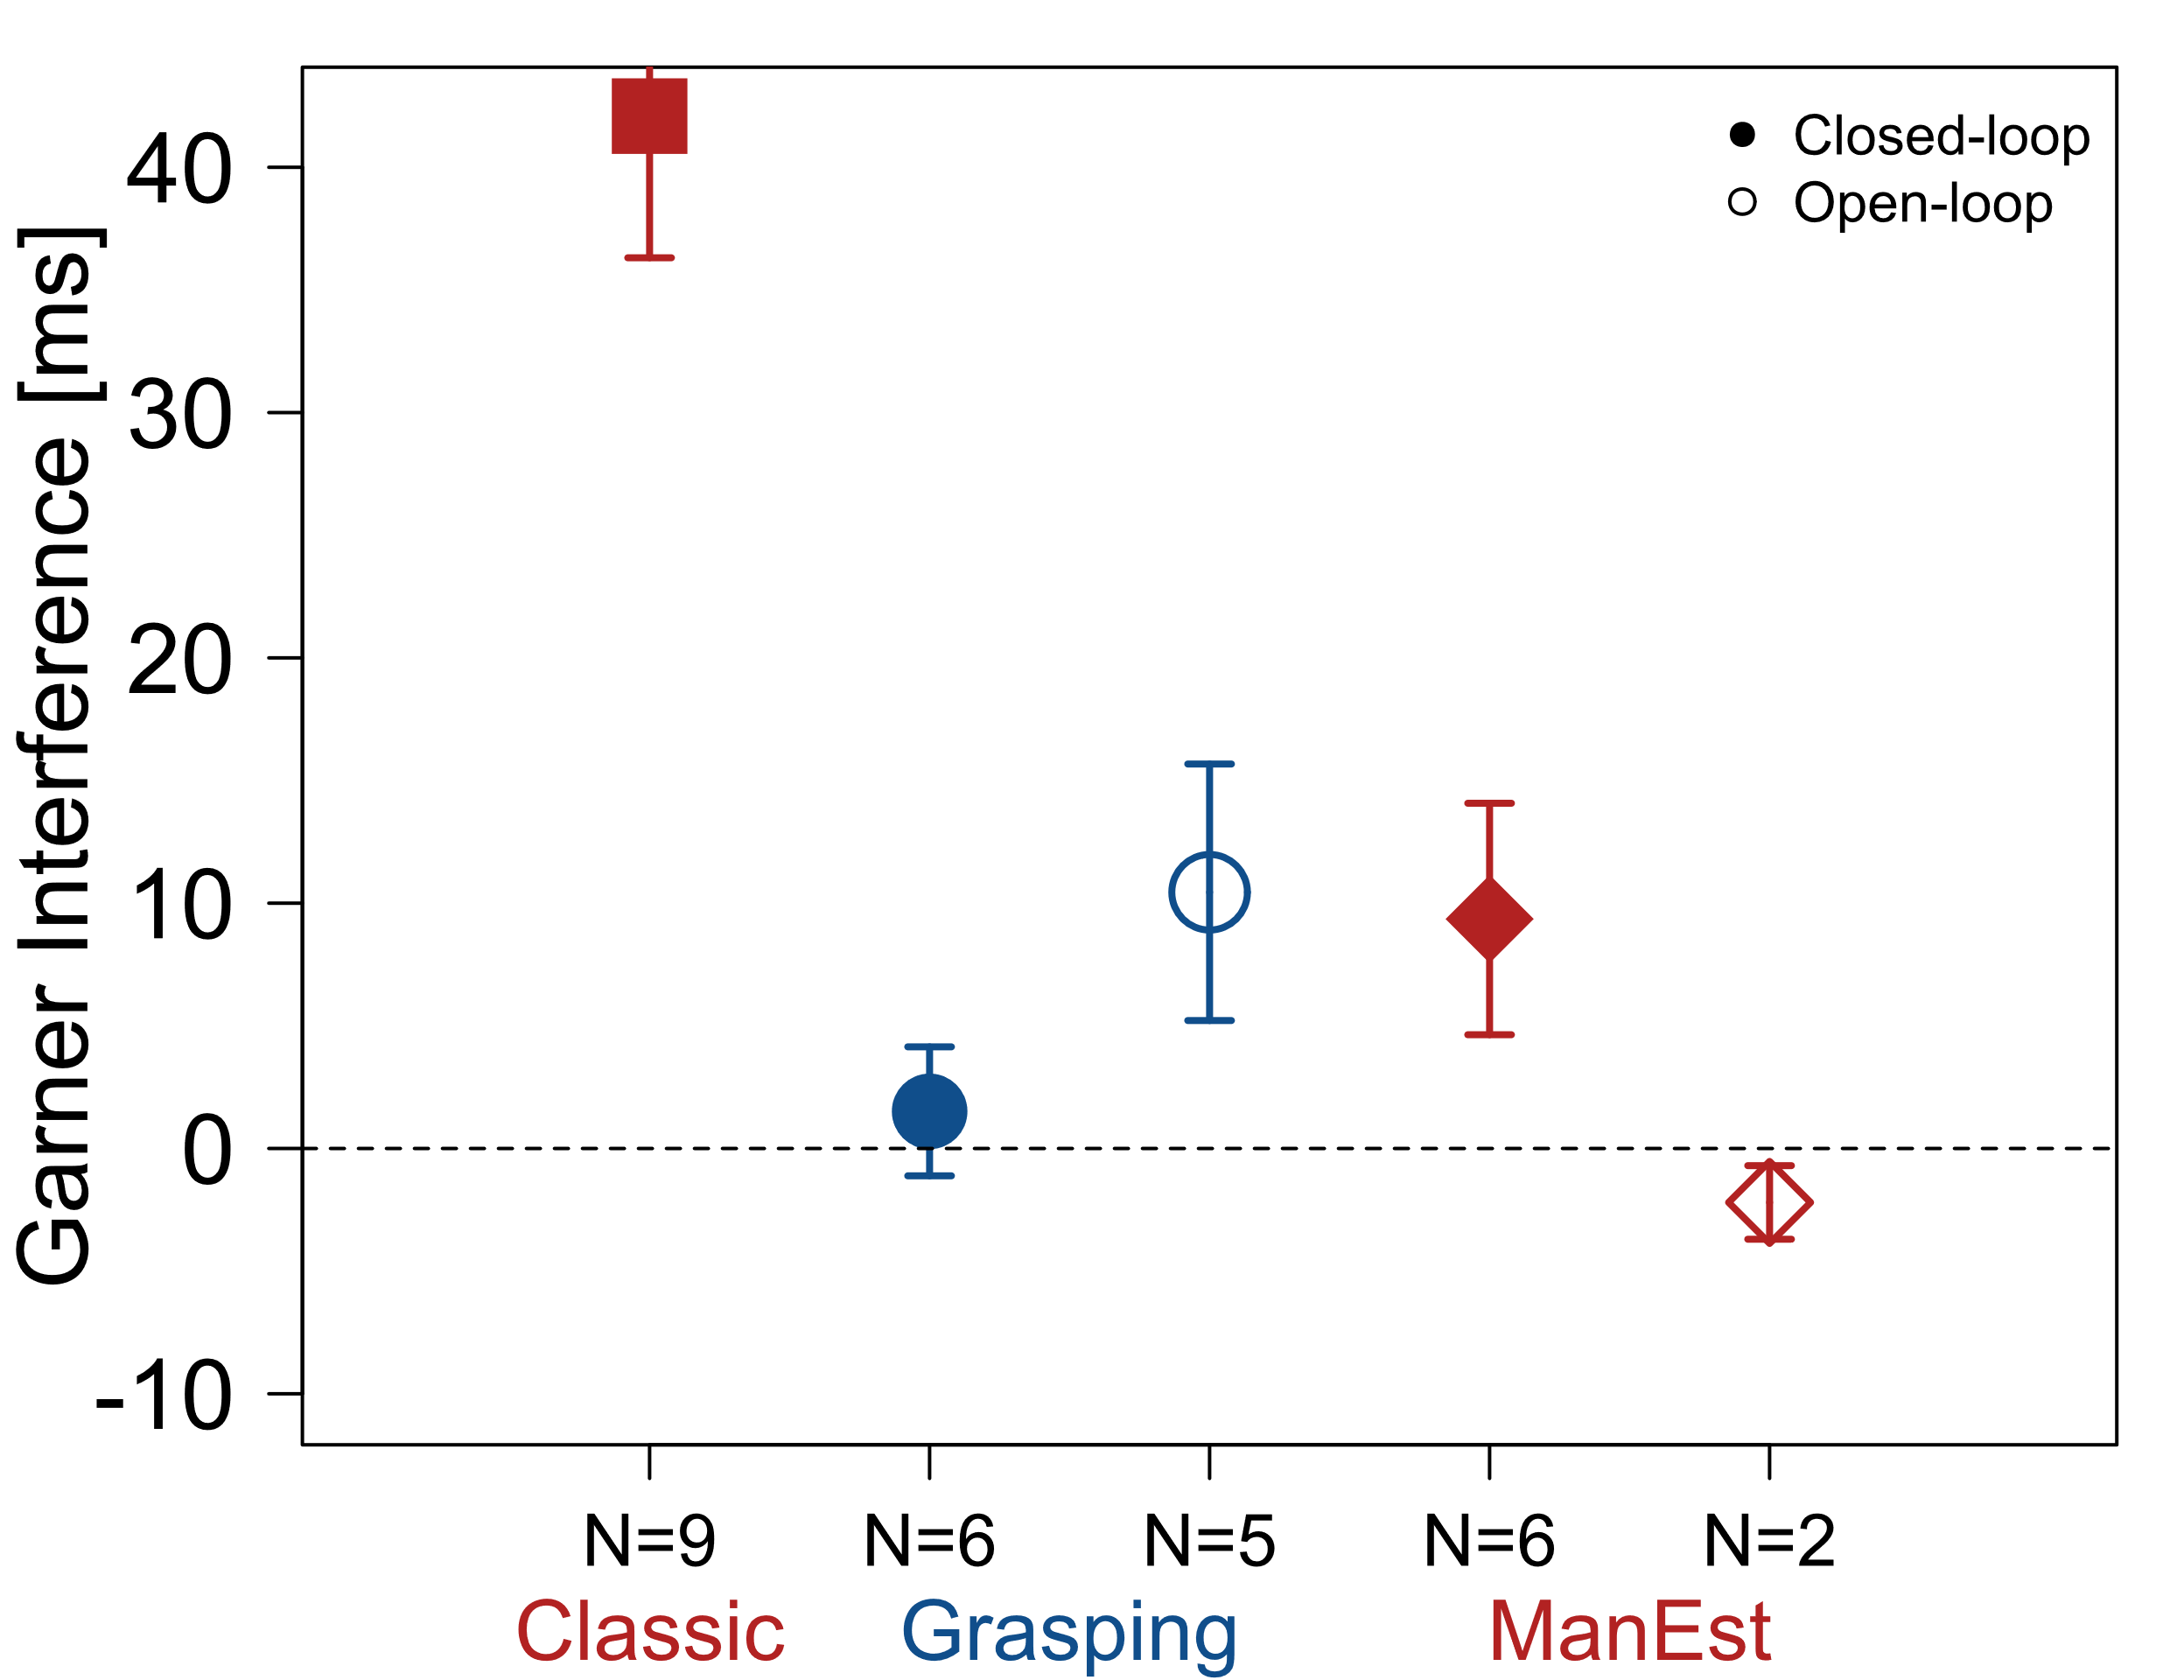 Garner Interference [ms]
40
30
20
10
0
-10
Closed-loop
Open-loop
N=9 N=6 N=5 N=6 N=2
Classic Grasping ManEst